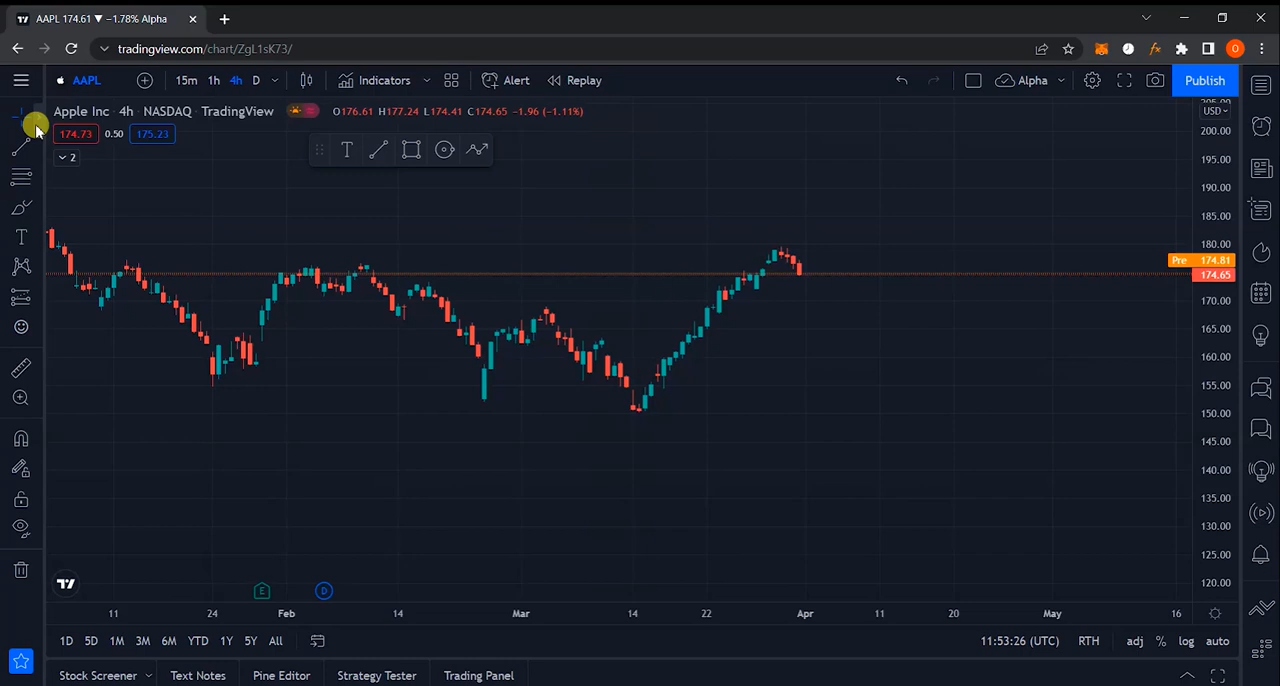 AAPL 174.61 ▼ −1.78% Alpha
tradingview.com/chart/ZgL1sK73/
O
AAPL 15m 1h 4h D Indicators Alert Replay Alpha Publish
Apple Inc · 4h · NASDAQ · TradingView O176.61 H177.24 L174.41 C174.65 −1.96 (−1.11%)
174.73 0.50 175.23
2
T
T
USD
205.00
200.00
195.00
190.00
185.00
180.00
Pre 174.81
174.65
170.00
165.00
160.00
155.00
150.00
145.00
140.00
135.00
130.00
125.00
120.00
E D
11 24 Feb 14 Mar 14 22 Apr 11 20 May 16
1D 5D 1M 3M 6M YTD 1Y 5Y All 11:53:26 (UTC) RTH adj % log auto
Stock Screener Text Notes Pine Editor Strategy Tester Trading Panel